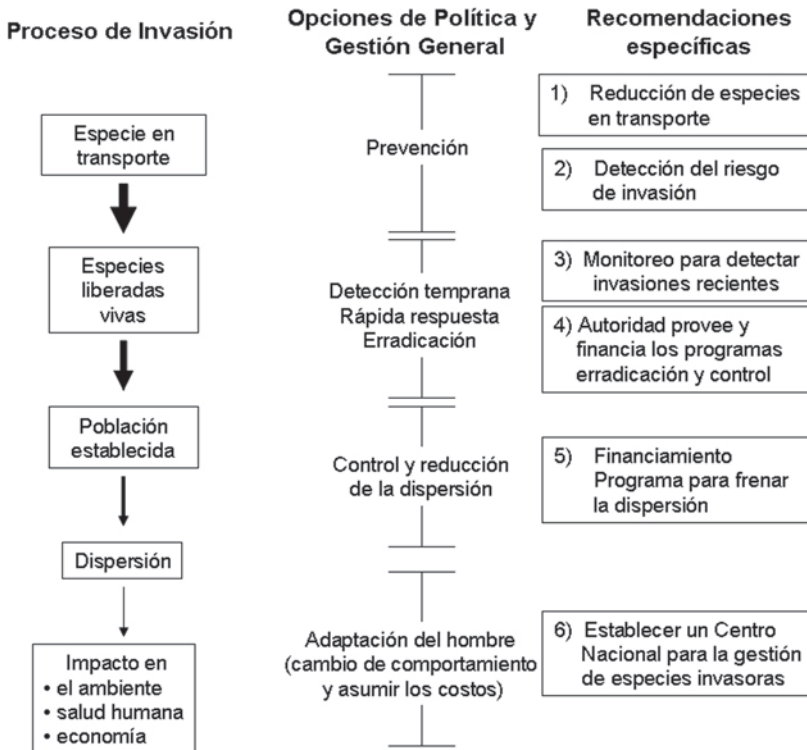 Proceso de Invasión
Especie en
transporte
Especies
liberadas
vivas
Población
establecida
Dispersión
Impacto en
• el ambiente
• salud humana
• economía
Opciones de Política y
Gestión General
Prevención
Detección temprana
Rápida respuesta
Erradicación
Control y reducción
de la dispersión
Adaptación del hombre
(cambio de comportamiento
y asumir los costos)
Recomendaciones
específicas
1) Reducción de especies
en transporte
2) Detección del riesgo
de invasión
3) Monitoreo para detectar
invasiones recientes
4) Autoridad provee y
financia los programas
erradicación y control
5) Financiamiento
Programa para frenar
la dispersión
6) Establecer un Centro
Nacional para la gestión
de especies invasoras